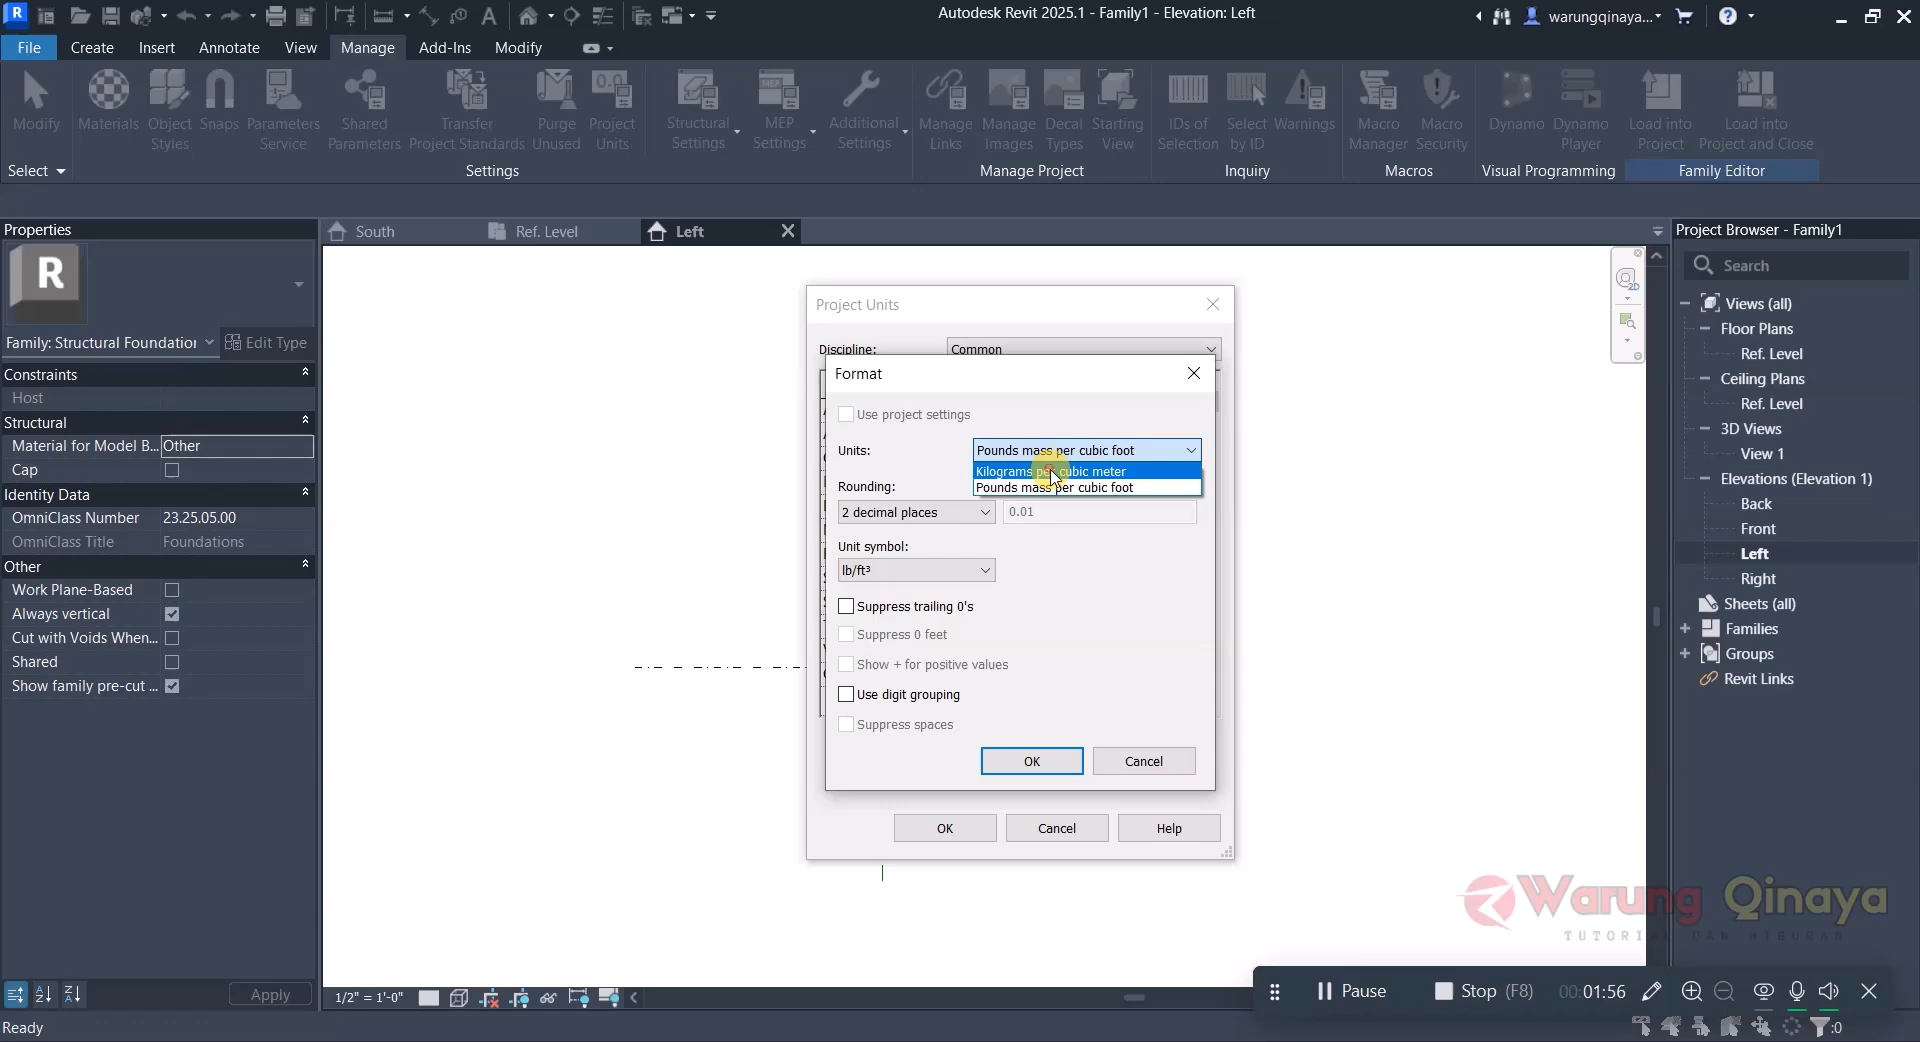 Autodesk Revit 2025.1 - Family1 - Elevation: Left
warungqinaya...
File
Create
Insert
Annotate
View
Manage
Add-Ins
Modify
Modify
Materials
Object Styles
Snaps
Parameters Service
Shared Parameters
Transfer Project Standards
Purge Unused
Project Units
Structural Settings
MEP Settings
Additional Settings
Manage Links
Manage Images
Decal Types
Starting View
IDs of Selection
Select by ID
Warnings
Macro Manager
Macro Security
Dynamo
Dynamo Player
Load into Project
Load into Project and Close
Select
Settings
Manage Project
Inquiry
Macros
Visual Programming
Family Editor
Properties
R
Family: Structural Foundation
Edit Type
Constraints
Host
Structural
Material for Model B...
Other
Cap
Identity Data
OmniClass Number
23.25.05.00
OmniClass Title
Foundations
Other
Work Plane-Based
Always vertical
Cut with Voids When...
Shared
Show family pre-cut ...
Apply
South
Ref. Level
Left
Project Units
Discipline:
Common
Format
Use project settings
Units:
Pounds mass per cubic foot
Kilograms per cubic meter
Pounds mass per cubic foot
Rounding:
2 decimal places
0.01
Unit symbol:
lb/ft³
Suppress trailing 0's
Suppress 0 feet
Show + for positive values
Use digit grouping
Suppress spaces
OK
Cancel
OK
Cancel
Help
Project Browser - Family1
Search
Views (all)
Floor Plans
Ref. Level
Ceiling Plans
Ref. Level
3D Views
View 1
Elevations (Elevation 1)
Back
Front
Left
Right
Sheets (all)
Families
Groups
Revit Links
Warung Qinaya
TUTORIAL DAN HIBURAN
1/2" = 1'-0"
Pause
Stop (F8)
00:01:56
Ready
:0